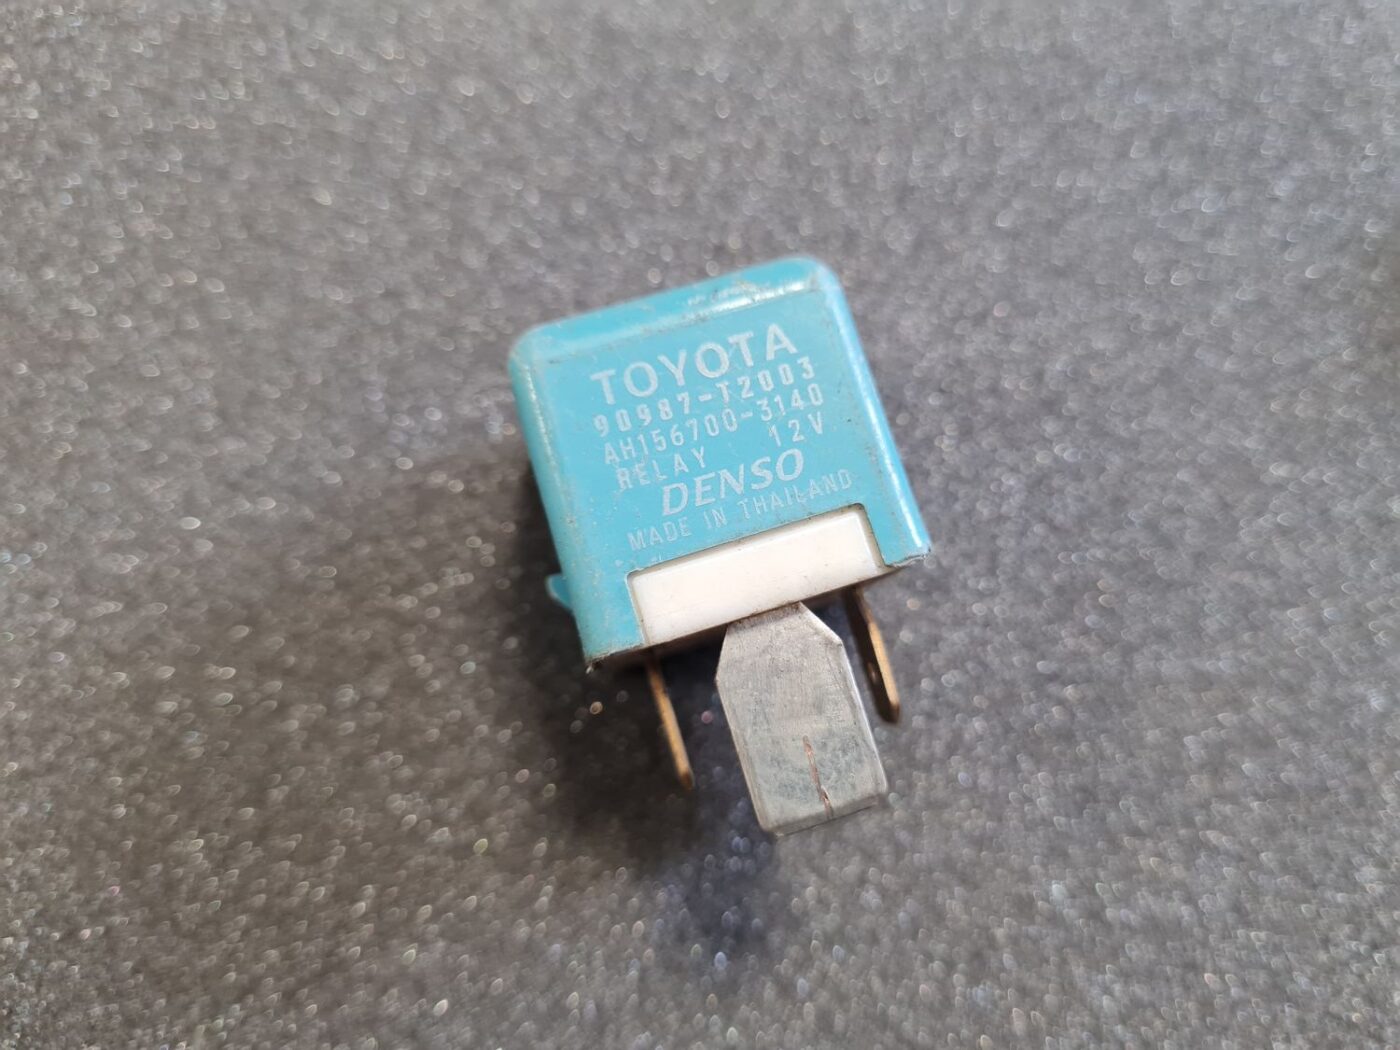 TOYOTA
90987-T2003
AH156700-3140
RELAY 12V
DENSO
MADE IN THAILAND